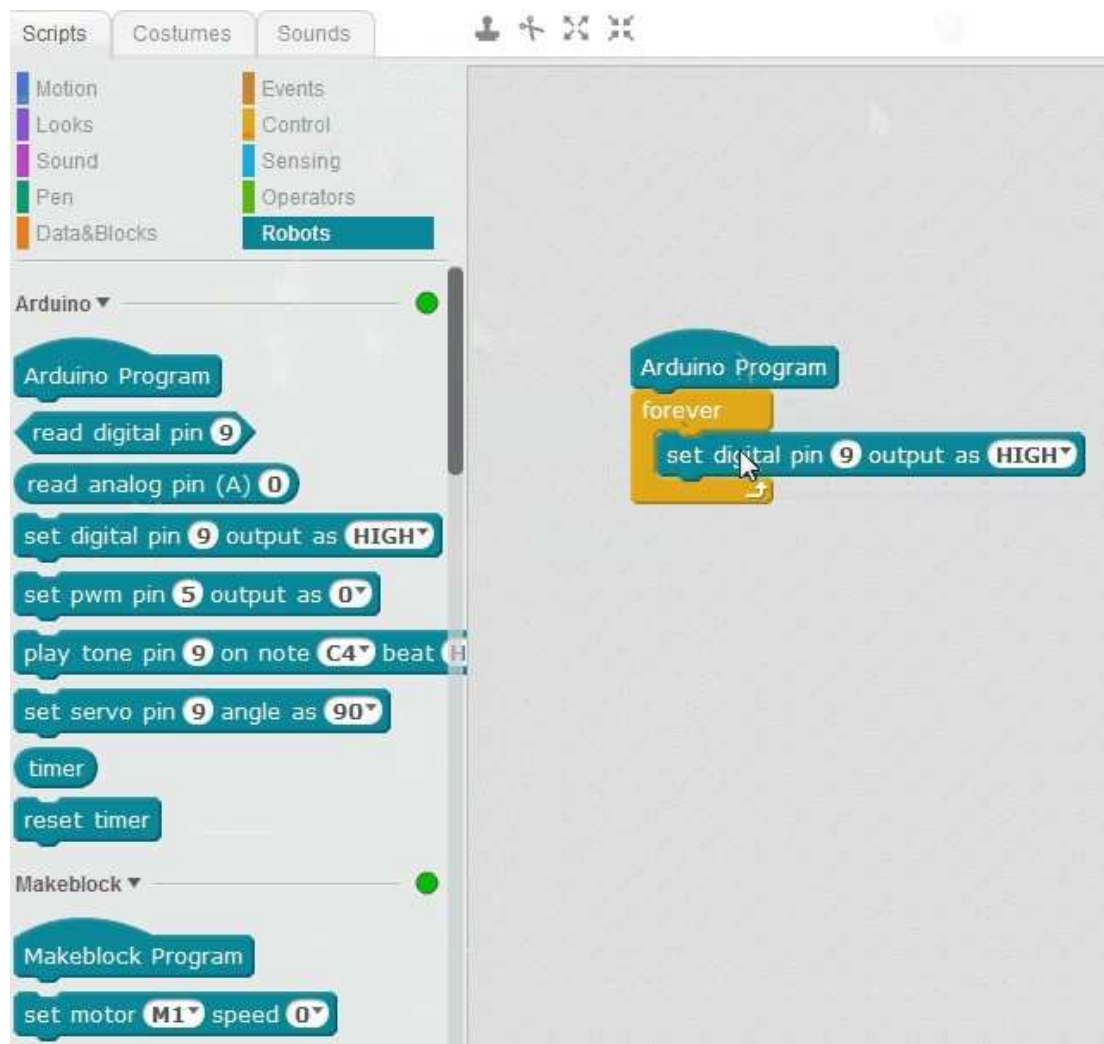 Scripts Costumes Sounds
Motion Events
Looks Control
Sound Sensing
Pen Operators
Data&Blocks Robots
Arduino
Arduino Program
read digital pin 9
read analog pin (A) 0
set digital pin 9 output as HIGH
set pwm pin 5 output as 0
play tone pin 9 on note C4 beat H
set servo pin 9 angle as 90
timer
reset timer
Makeblock
Makeblock Program
set motor M1 speed 0
Arduino Program
forever
set digital pin 9 output as HIGH